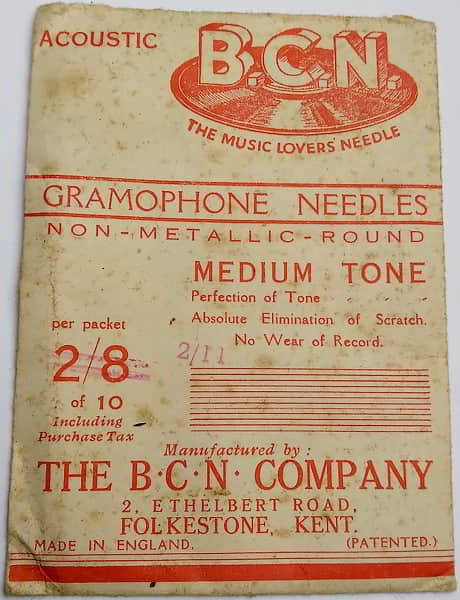 ACOUSTIC
B.C.N.
THE MUSIC LOVERS' NEEDLE
GRAMOPHONE NEEDLES
NON-METALLIC-ROUND
MEDIUM TONE
Perfection of Tone
Absolute Elimination of Scratch.
No Wear of Record.
per packet
2/8
2/11
of 10
Including
Purchase Tax
Manufactured by:
THE B·C·N· COMPANY
2, ETHELBERT ROAD,
FOLKESTONE, KENT.
MADE IN ENGLAND.
(PATENTED.)